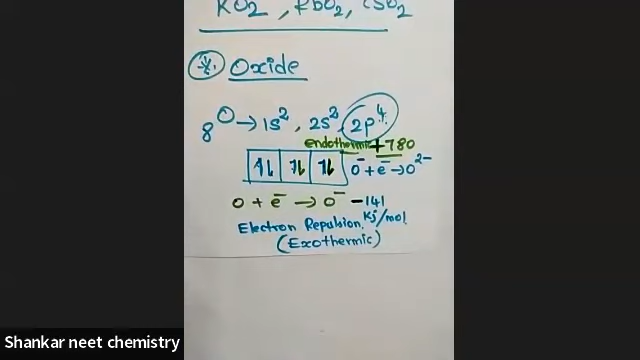 KO2, RbO2, CSO2
* Oxide
8O → 1S2, 2S2, 2p4
endothermic +780
⇅ ⇅ ⇅ O- + e- → O2-
O + e- → O- -141
Electron Repulsion. Kj/mol.
(Exothermic)
Shankar neet chemistry